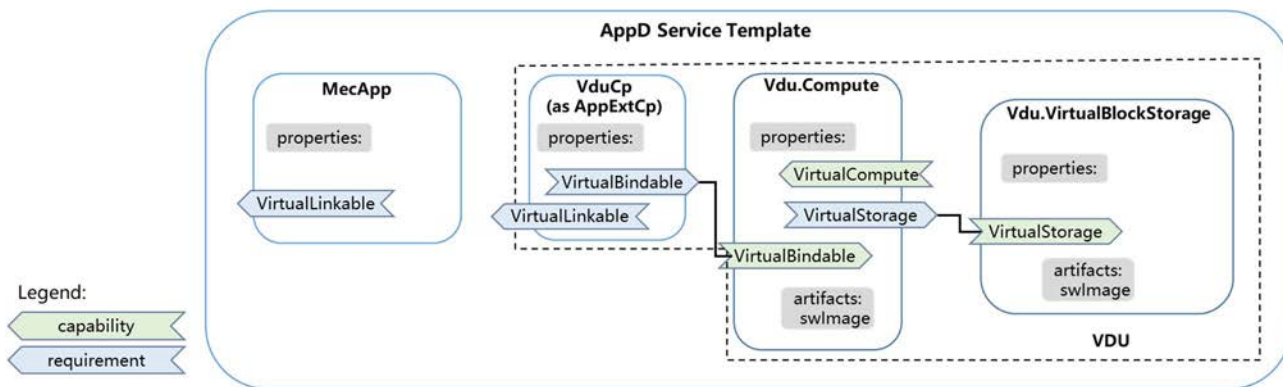 AppD Service Template
MecApp
properties:
VirtualLinkable
VduCp
(as AppExtCp)
properties:
VirtualBindable
VirtualLinkable
Vdu.Compute
properties:
VirtualCompute
VirtualStorage
VirtualBindable
artifacts:
swImage
Vdu.VirtualBlockStorage
properties:
VirtualStorage
artifacts:
swImage
VDU
Legend:
capability
requirement